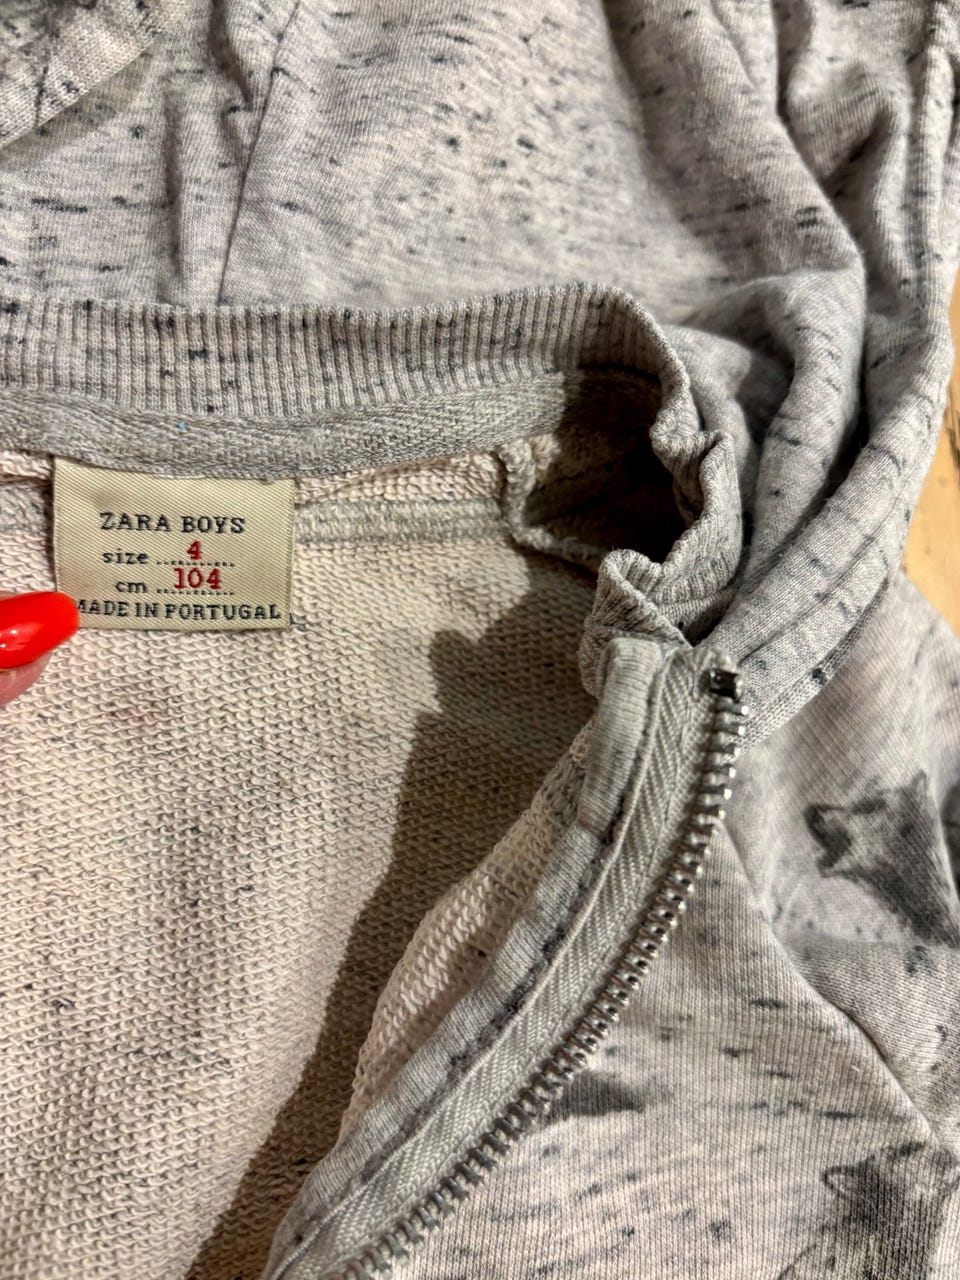 ZARA BOYS
size 4
cm 104
MADE IN PORTUGAL